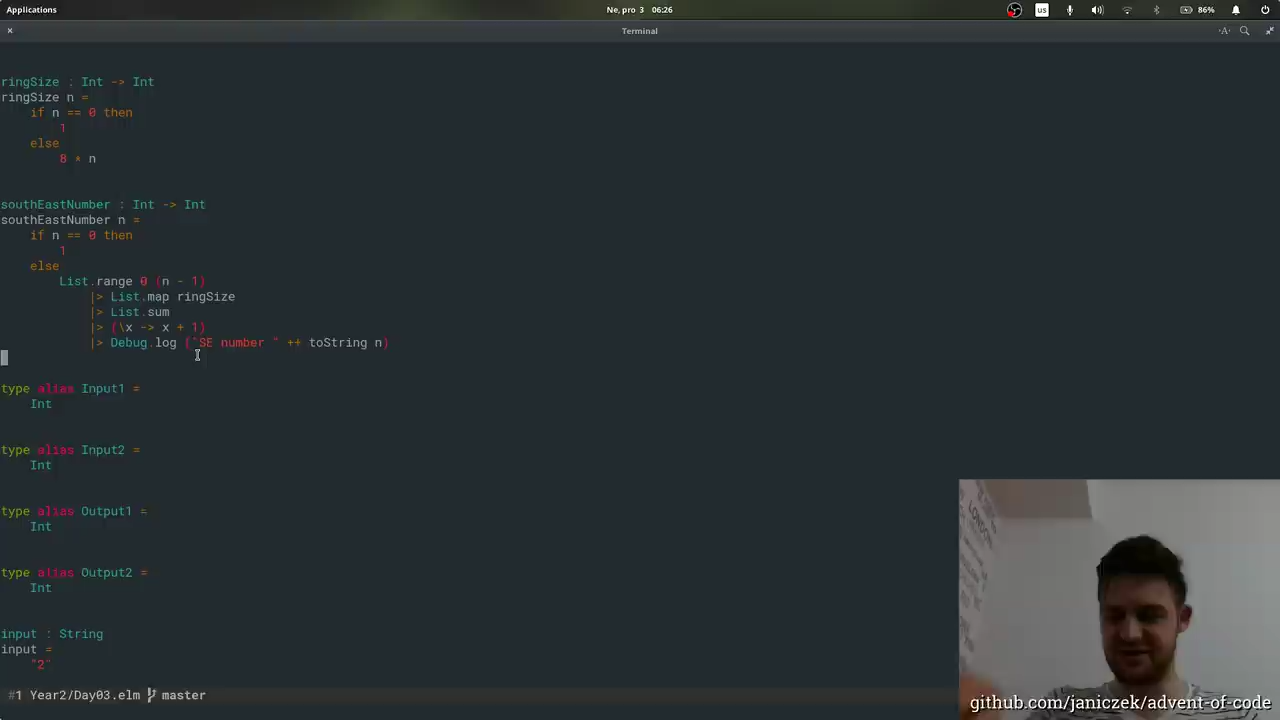 Applications
Ne, pro 3 06:26
us
86%
Terminal
-A-
ringSize : Int -> Int
ringSize n =
if n == 0 then
1
else
8 * n
southEastNumber : Int -> Int
southEastNumber n =
if n == 0 then
1
else
List.range 0 (n - 1)
|> List.map ringSize
|> List.sum
|> (\x -> x + 1)
|> Debug.log ("SE number " ++ toString n)
type alias Input1 =
Int
type alias Input2 =
Int
type alias Output1 =
Int
type alias Output2 =
Int
input : String
input =
"2"
#1 Year2/Day03.elm master
LONDON
github.com/janiczek/advent-of-code